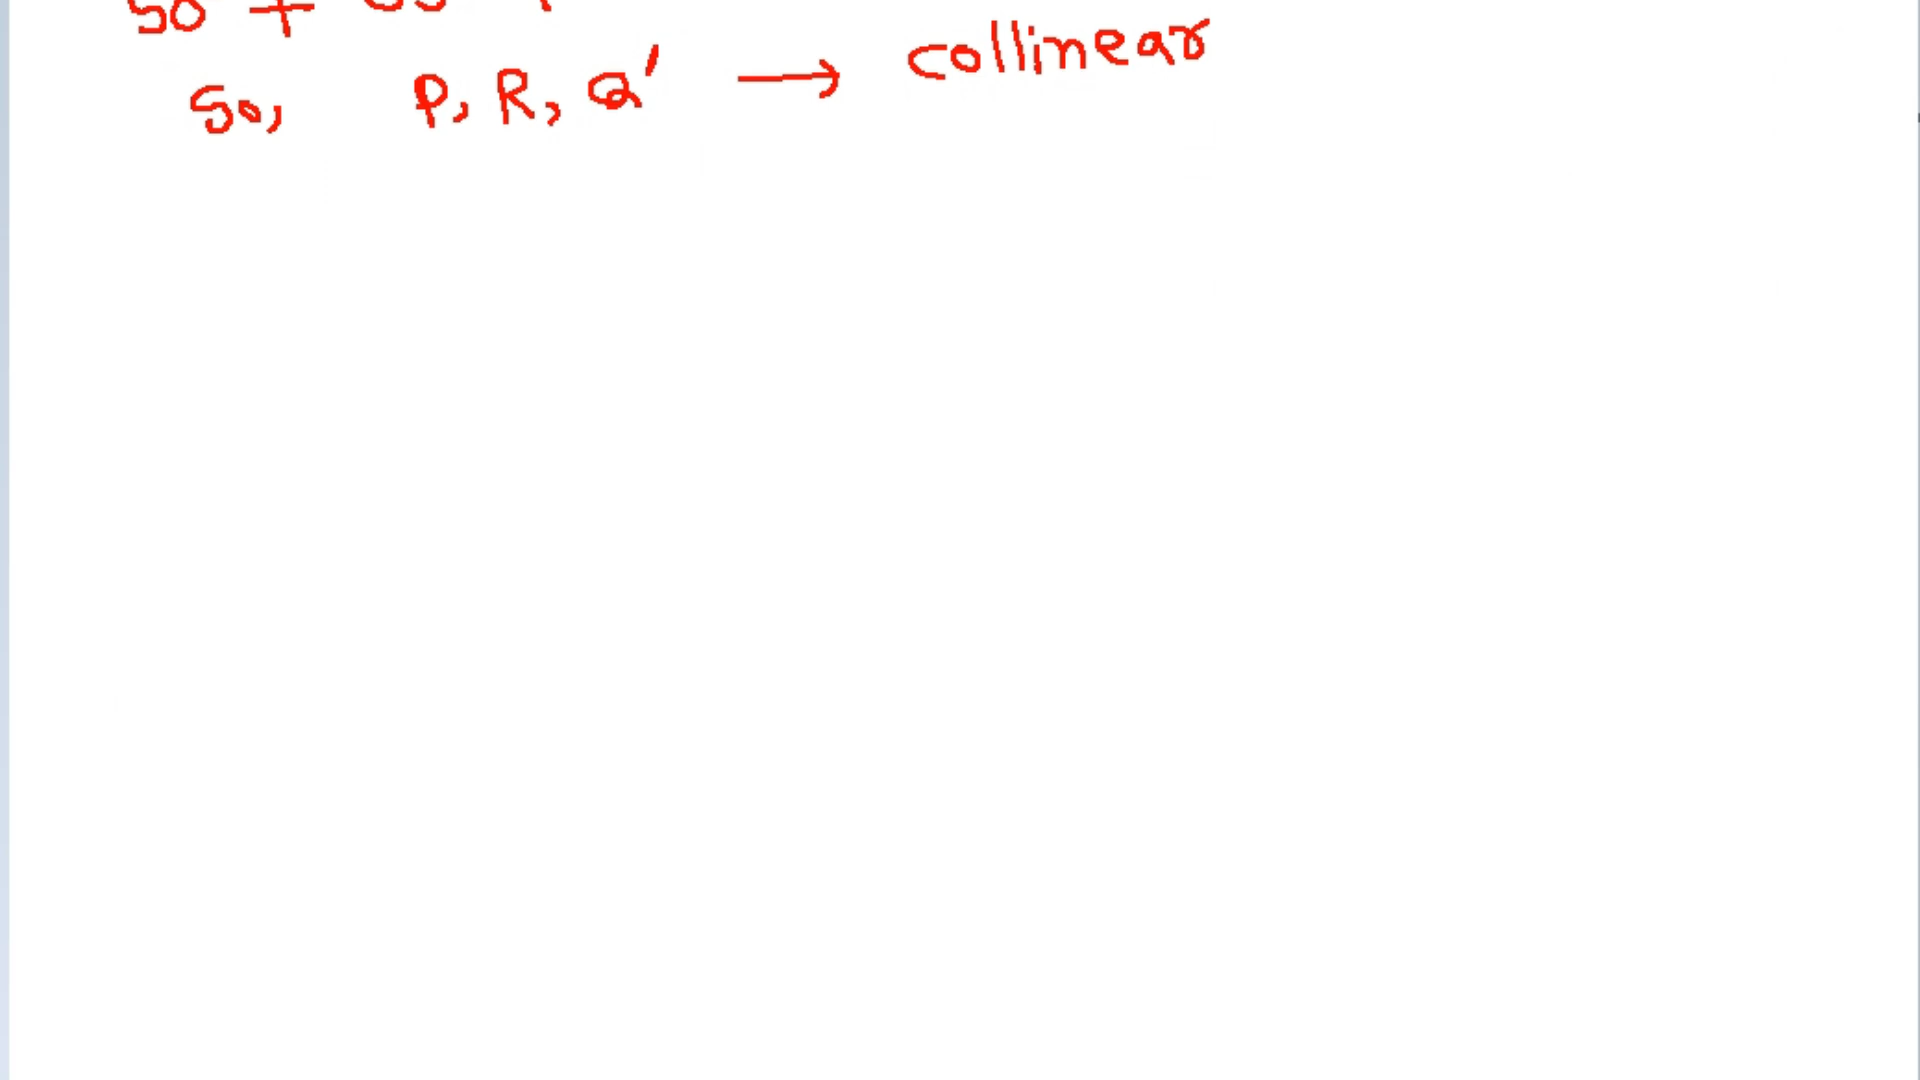 So, P, R, Q' → collinear